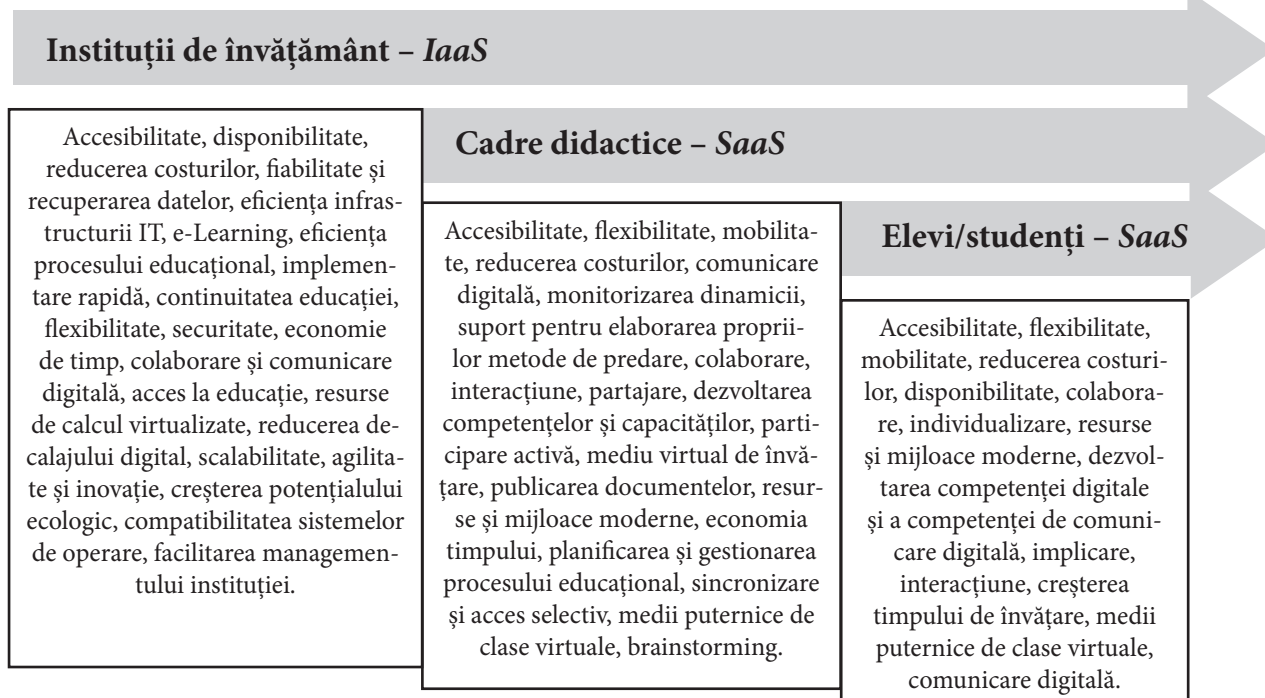 Instituții de învățământ – IaaS
Accesibilitate, disponibilitate,
reducerea costurilor, fiabilitate și
recuperarea datelor, eficiența infras-
tructurii IT, e-Learning, eficiența
procesului educațional, implemen-
tare rapidă, continuitatea educației,
flexibilitate, securitate, economie
de timp, colaborare și comunicare
digitală, acces la educație, resurse
de calcul virtualizate, reducerea de-
calajului digital, scalabilitate, agilita-
te și inovație, creșterea potențialului
ecologic, compatibilitatea sistemelor
de operare, facilitarea managemen-
tului instituției.
Cadre didactice – SaaS
Accesibilitate, flexibilitate, mobilita-
te, reducerea costurilor, comunicare
digitală, monitorizarea dinamicii,
suport pentru elaborarea proprii-
lor metode de predare, colaborare,
interacțiune, partajare, dezvoltarea
competențelor și capacităților, parti-
cipare activă, mediu virtual de învă-
țare, publicarea documentelor, resur-
se și mijloace moderne, economia
timpului, planificarea și gestionarea
procesului educațional, sincronizare
și acces selectiv, medii puternice de
clase virtuale, brainstorming.
Elevi/studenți – SaaS
Accesibilitate, flexibilitate,
mobilitate, reducerea costuri-
lor, disponibilitate, colabora-
re, individualizare, resurse
și mijloace moderne, dezvol-
tarea competenței digitale
și a competenței de comuni-
care digitală, implicare,
interacțiune, creșterea
timpului de învățare, medii
puternice de clase virtuale,
comunicare digitală.